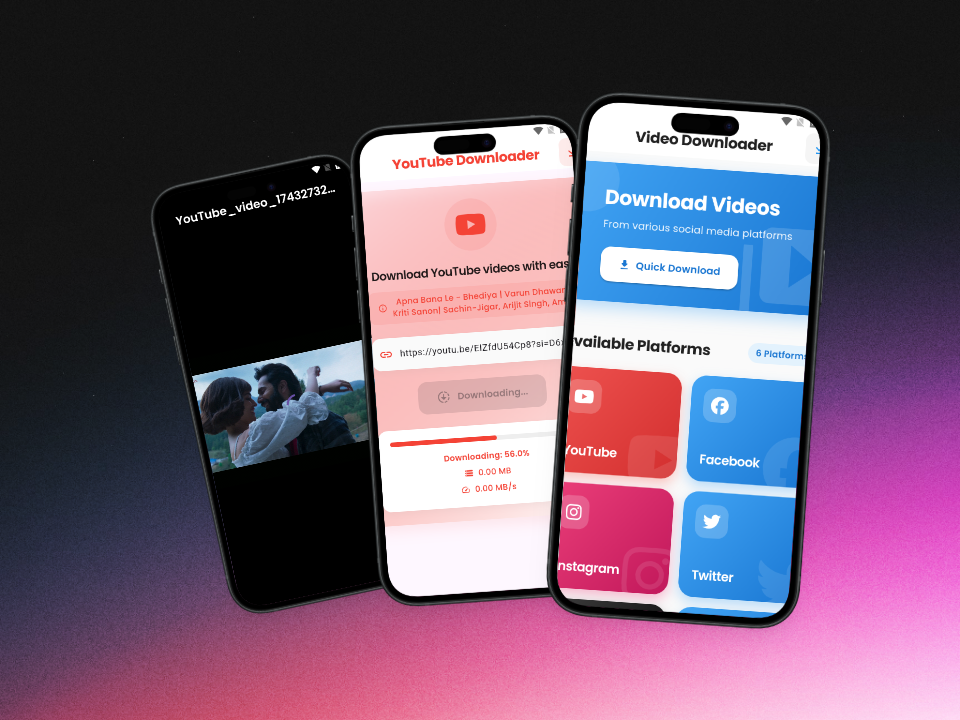 YouTube_video_17432732...
YouTube Downloader
Download YouTube videos with eas
Apna Bana Le - Bhediya | Varun Dhawan
Kriti Sanon| Sachin-Jigar, Arijit Singh, Am
https://youtu.be/ElZfdU54Cp8?si=D6
Downloading...
Downloading: 56.0%
0.00 MB
0.00 MB/s
Video Downloader
Download Videos
From various social media platforms
Quick Download
vailable Platforms
6 Platforms
YouTube
Facebook
nstagram
Twitter